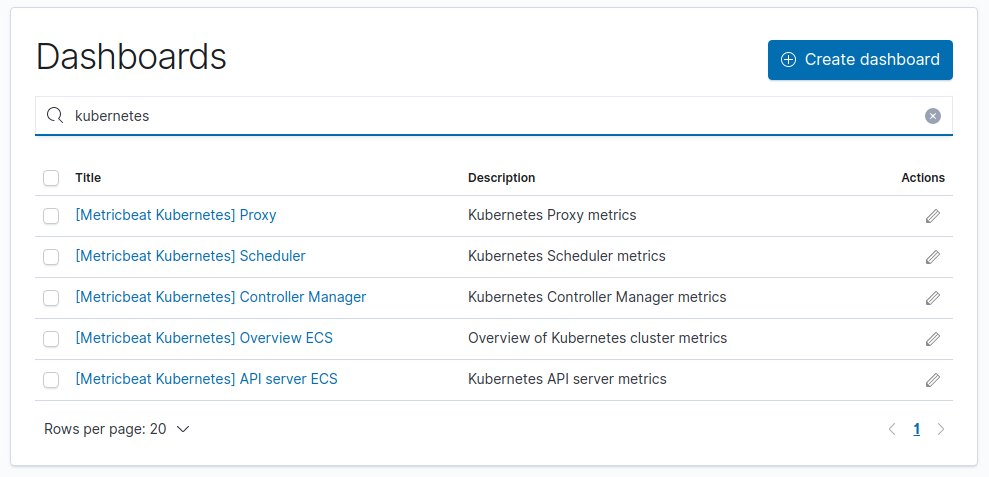 Dashboards
Create dashboard
kubernetes
Title Description Actions
[Metricbeat Kubernetes] Proxy Kubernetes Proxy metrics
[Metricbeat Kubernetes] Scheduler Kubernetes Scheduler metrics
[Metricbeat Kubernetes] Controller Manager Kubernetes Controller Manager metrics
[Metricbeat Kubernetes] Overview ECS Overview of Kubernetes cluster metrics
[Metricbeat Kubernetes] API server ECS Kubernetes API server metrics
Rows per page: 20 1